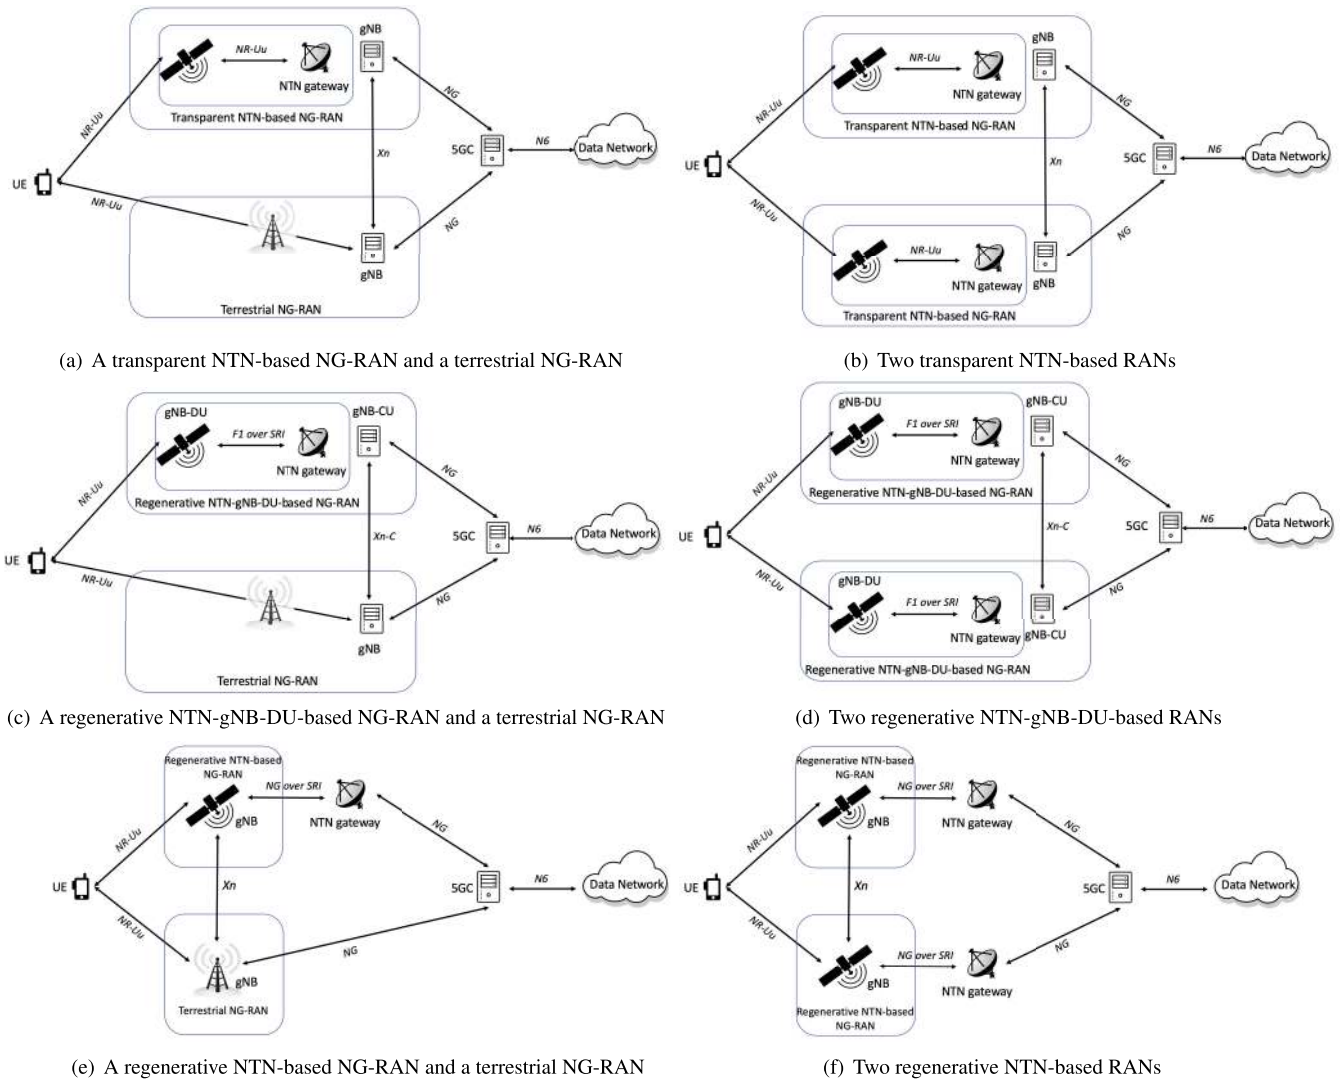 gNB
NR-Uu
NTN gateway
Transparent NTN-based NG-RAN
NR-Uu
NG
Xn
5GC
N6
Data Network
UE
NR-Uu
NG
gNB
Terrestrial NG-RAN
(a) A transparent NTN-based NG-RAN and a terrestrial NG-RAN
gNB
NR-Uu
NTN gateway
Transparent NTN-based NG-RAN
NR-Uu
NG
Xn
5GC
N6
Data Network
UE
NR-Uu
NG
NR-Uu
NTN gateway
gNB
Transparent NTN-based NG-RAN
(b) Two transparent NTN-based RANs
gNB-DU
gNB-CU
F1 over SRI
NTN gateway
Regenerative NTN-gNB-DU-based NG-RAN
NR-Uu
NG
Xn-C
5GC
N6
Data Network
UE
NR-Uu
NG
gNB
Terrestrial NG-RAN
(c) A regenerative NTN-gNB-DU-based NG-RAN and a terrestrial NG-RAN
gNB-DU
gNB-CU
F1 over SRI
NTN gateway
Regenerative NTN-gNB-DU-based NG-RAN
NR-Uu
NG
Xn-C
5GC
N6
Data Network
UE
NR-Uu
NG
gNB-DU
F1 over SRI
NTN gateway
gNB-CU
Regenerative NTN-gNB-DU-based NG-RAN
(d) Two regenerative NTN-gNB-DU-based RANs
Regenerative NTN-based
NG-RAN
NG over SRI
gNB
NTN gateway
NR-Uu
NG
Xn
UE
5GC
N6
Data Network
NR-Uu
NG
gNB
Terrestrial NG-RAN
(e) A regenerative NTN-based NG-RAN and a terrestrial NG-RAN
Regenerative NTN-based
NG-RAN
NG over SRI
gNB
NTN gateway
NR-Uu
NG
Xn
UE
5GC
N6
Data Network
NR-Uu
NG
NG over SRI
gNB
NTN gateway
Regenerative NTN-based
NG-RAN
(f) Two regenerative NTN-based RANs